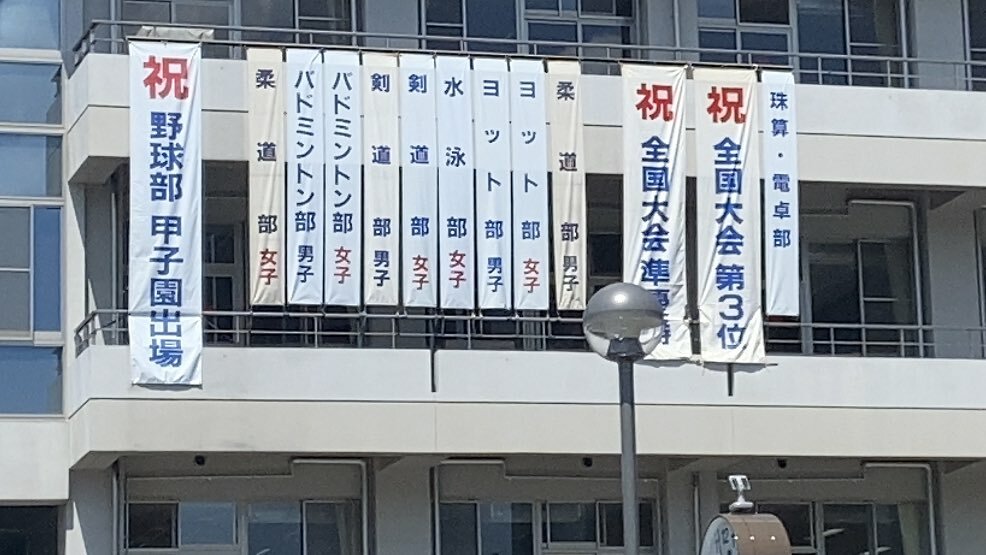 祝 野球部 甲子園出場
柔道部 女子
バドミントン部 男子
バドミントン部 女子
剣道部 男子
剣道部 女子
水泳部 女子
ヨット部 男子
ヨット部 女子
柔道部 男子
祝 全国大会 準優勝
祝 全国大会 第3位
珠算・電卓部